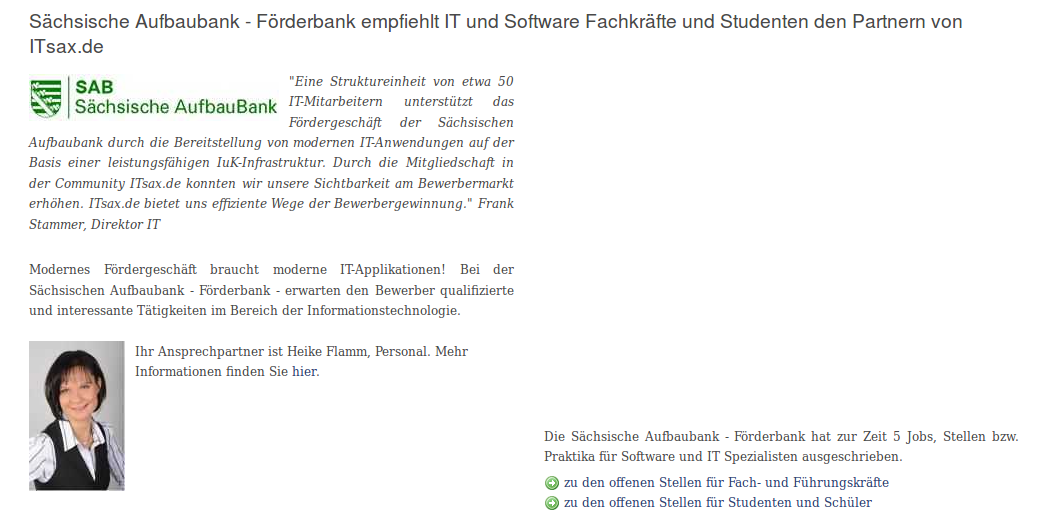 Sächsische Aufbaubank - Förderbank empfiehlt IT und Software Fachkräfte und Studenten den Partnern von
ITsax.de
SAB
Sächsische AufbauBank
"Eine Struktureinheit von etwa 50
IT-Mitarbeitern unterstützt das
Fördergeschäft der Sächsischen
Aufbaubank durch die Bereitstellung von modernen IT-Anwendungen auf der
Basis einer leistungsfähigen IuK-Infrastruktur. Durch die Mitgliedschaft in
der Community ITsax.de konnten wir unsere Sichtbarkeit am Bewerbermarkt
erhöhen. ITsax.de bietet uns effiziente Wege der Bewerbergewinnung." Frank
Stammer, Direktor IT
Modernes Fördergeschäft braucht moderne IT-Applikationen! Bei der
Sächsischen Aufbaubank - Förderbank - erwarten den Bewerber qualifizierte
und interessante Tätigkeiten im Bereich der Informationstechnologie.
Ihr Ansprechpartner ist Heike Flamm, Personal. Mehr
Informationen finden Sie hier.
Die Sächsische Aufbaubank - Förderbank hat zur Zeit 5 Jobs, Stellen bzw.
Praktika für Software und IT Spezialisten ausgeschrieben.
zu den offenen Stellen für Fach- und Führungskräfte
zu den offenen Stellen für Studenten und Schüler